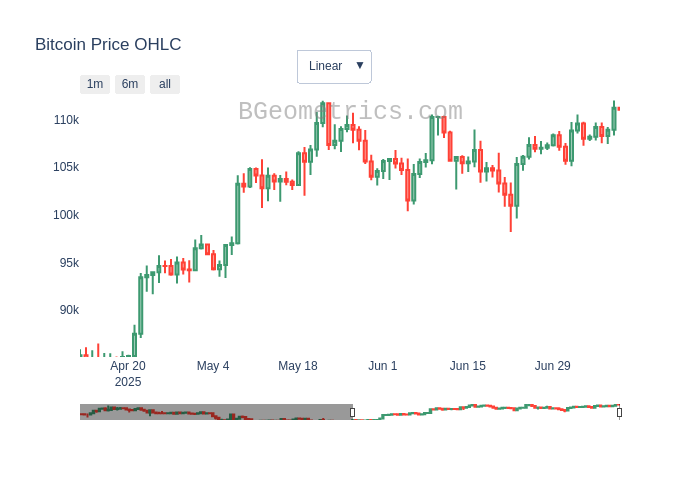 Bitcoin Price OHLC
Linear ▼
1m 6m all
BGeometrics.com
110k
105k
100k
95k
90k
Apr 20 May 4 May 18 Jun 1 Jun 15 Jun 29
2025